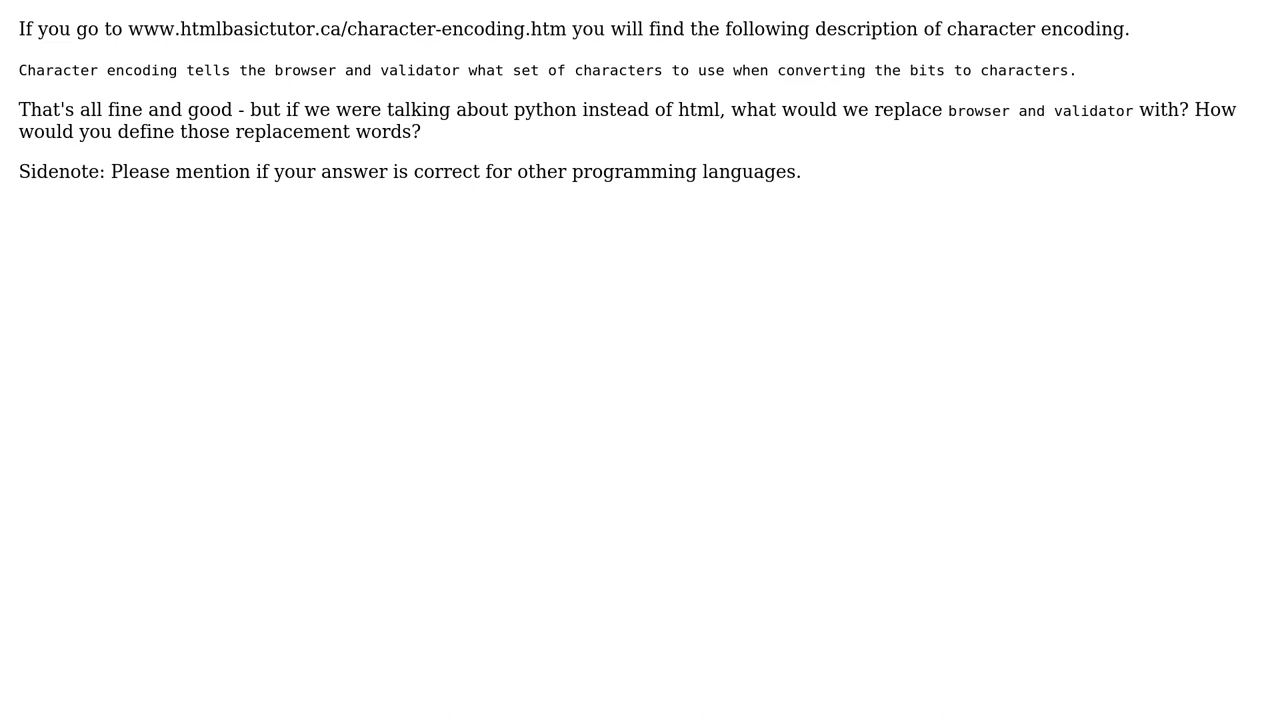 If you go to www.htmlbasictutor.ca/character-encoding.htm you will find the following description of character encoding.
Character encoding tells the browser and validator what set of characters to use when converting the bits to characters.
That's all fine and good - but if we were talking about python instead of html, what would we replace browser and validator with? How
would you define those replacement words?
Sidenote: Please mention if your answer is correct for other programming languages.